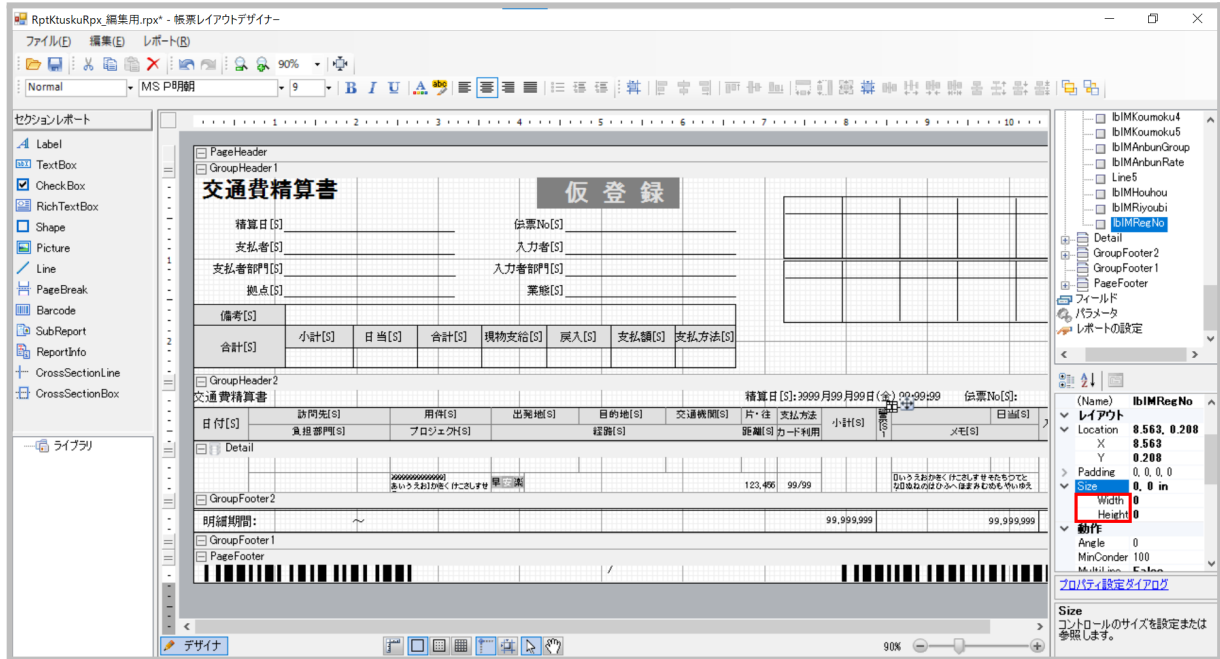 RptKtuskuRpx_編集用.rpx* - 帳票レイアウトデザイナー
ファイル(F) 編集(E) レポート(R)
90%
Normal MS P明朝 9 B I U
セクションレポート
Label
TextBox
CheckBox
RichTextBox
Shape
Picture
Line
PageBreak
Barcode
SubReport
ReportInfo
CrossSectionLine
CrossSectionBox
ライブラリ
1 2 3 4 5 6 7 8 9 10
PageHeader
GroupHeader1
交通費精算書 仮登録
精算日[S] 伝票No[S]
支払者[S] 入力者[S]
支払者部門[S] 入力者部門[S]
拠点[S] 業態[S]
備考[S]
合計[S] 小計[S] 日当[S] 合計[S] 現物支給[S] 戻入[S] 支払額[S] 支払方法[S]
GroupHeader2
交通費精算書 精算日[S]:9999月99月99日(金) 99:99:99 伝票No[S]:
日付[S] 訪問先[S] 用件[S] 出発地[S] 目的地[S] 交通機関[S] 片・往 支払方法 小計[S] 日当[S]
負担部門[S] プロジェクト[S] 経路[S] 距離[S] カード利用 メモ[S]
Detail
123,456 99/99
GroupFooter2
明細期間: ～ 99,999,999 99,999,999
GroupFooter1
PageFooter
/
デザイナ
90%
lblMKoumoku4
lblMKoumoku5
lblMAnbunGroup
lblMAnbunRate
Line5
lblMHouhou
lblMRiyoubi
lblMRegNo
Detail
GroupFooter2
GroupFooter1
PageFooter
フィールド
パラメータ
レポートの設定
(Name) lblMRegNo
レイアウト
Location 8.563, 0.208
X 8.563
Y 0.208
Padding 0, 0, 0, 0
Size 0, 0 in
Width 0
Height 0
動作
Angle 0
MinConder 100
MultiLine False
プロパティ設定ダイアログ
Size
コントロールのサイズを設定または
参照します。